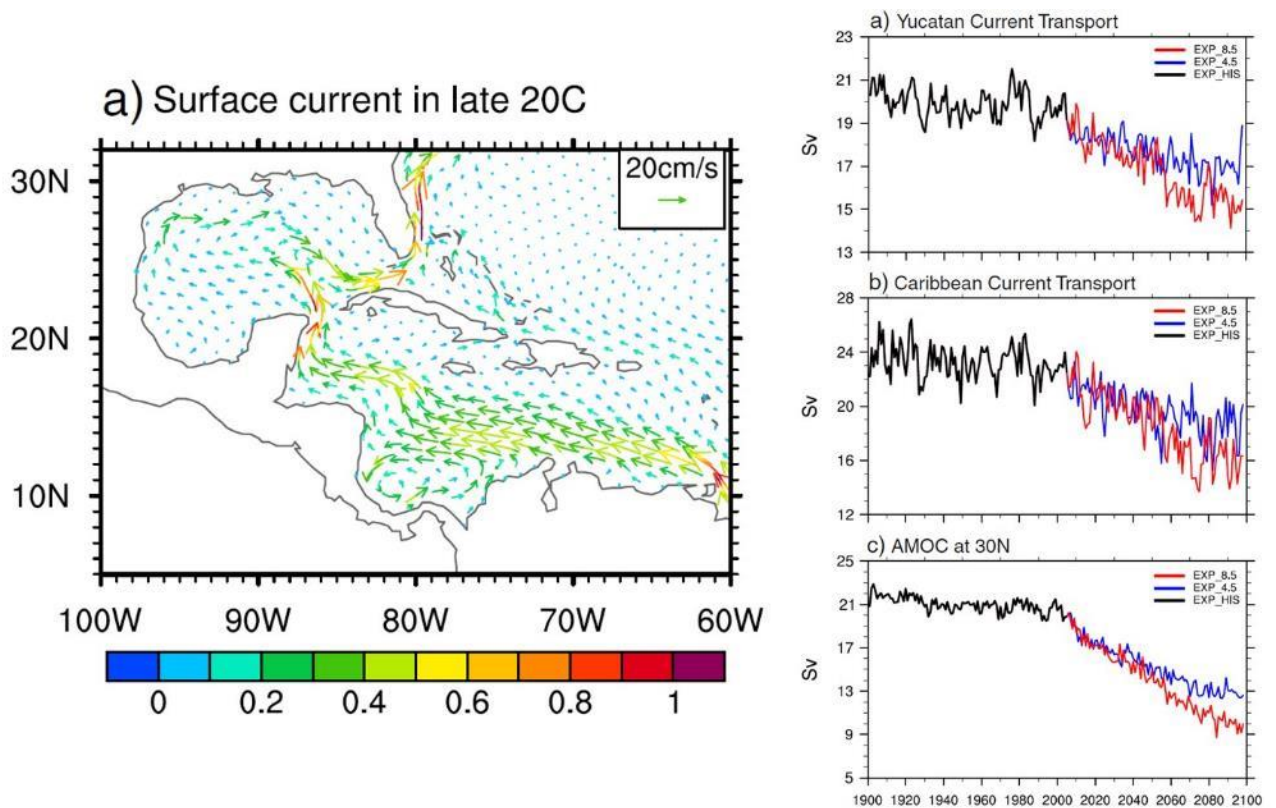 a) Surface current in late 20C
20cm/s
30N
20N
10N
100W 90W 80W 70W 60W
0 0.2 0.4 0.6 0.8 1
a) Yucatan Current Transport
23
21
19
17
15
13
Sv
EXP_8.5
EXP_4.5
EXP_HIS
b) Caribbean Current Transport
28
24
20
16
12
Sv
EXP_8.5
EXP_4.5
EXP_HIS
c) AMOC at 30N
25
21
17
13
9
5
Sv
EXP_8.5
EXP_4.5
EXP_HIS
1900 1920 1940 1960 1980 2000 2020 2040 2060 2080 2100